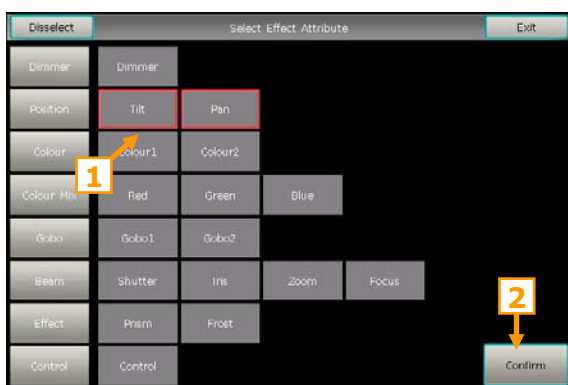 Disselect Select Effect Attribute Exit
Dimmer Dimmer
Position Tilt Pan
Colour Colour1 Colour2
1
Colour Mix Red Green Blue
Gobo Gobo1 Gobo2
Beam Shutter Iris Zoom Focus
2
Effect Prism Frost
Control Control Confirm